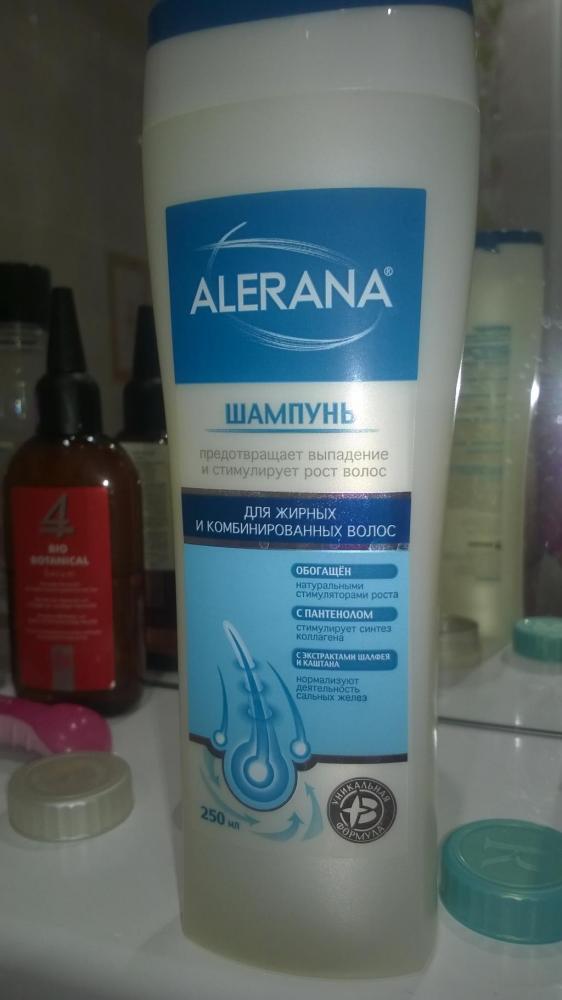 ALERANA®
ШАМПУНЬ
предотвращает выпадение
и стимулирует рост волос
ДЛЯ ЖИРНЫХ
И КОМБИНИРОВАННЫХ ВОЛОС
ОБОГАЩЁН
натуральными
стимуляторами роста
С ПАНТЕНОЛОМ
стимулирует синтез
коллагена
С ЭКСТРАКТАМИ ШАЛФЕЯ
И КАШТАНА
нормализуют
деятельность
сальных желез
250 мл
УНИКАЛЬНАЯ
ФОРМУЛА
4
BIO
BOTANICAL
Serum
R